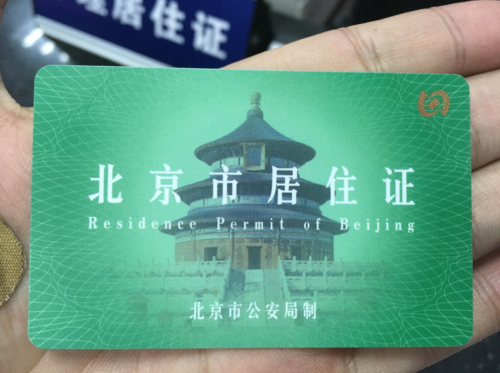 理居住证
北京市居住证
Residence Permit of Beijing
北京市公安局制